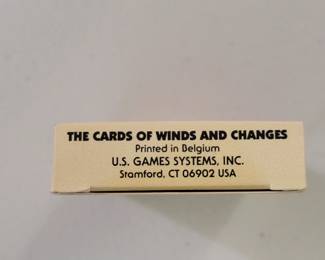 THE CARDS OF WINDS AND CHANGES
Printed in Belgium
U.S. GAMES SYSTEMS, INC.
Stamford, CT 06902 USA